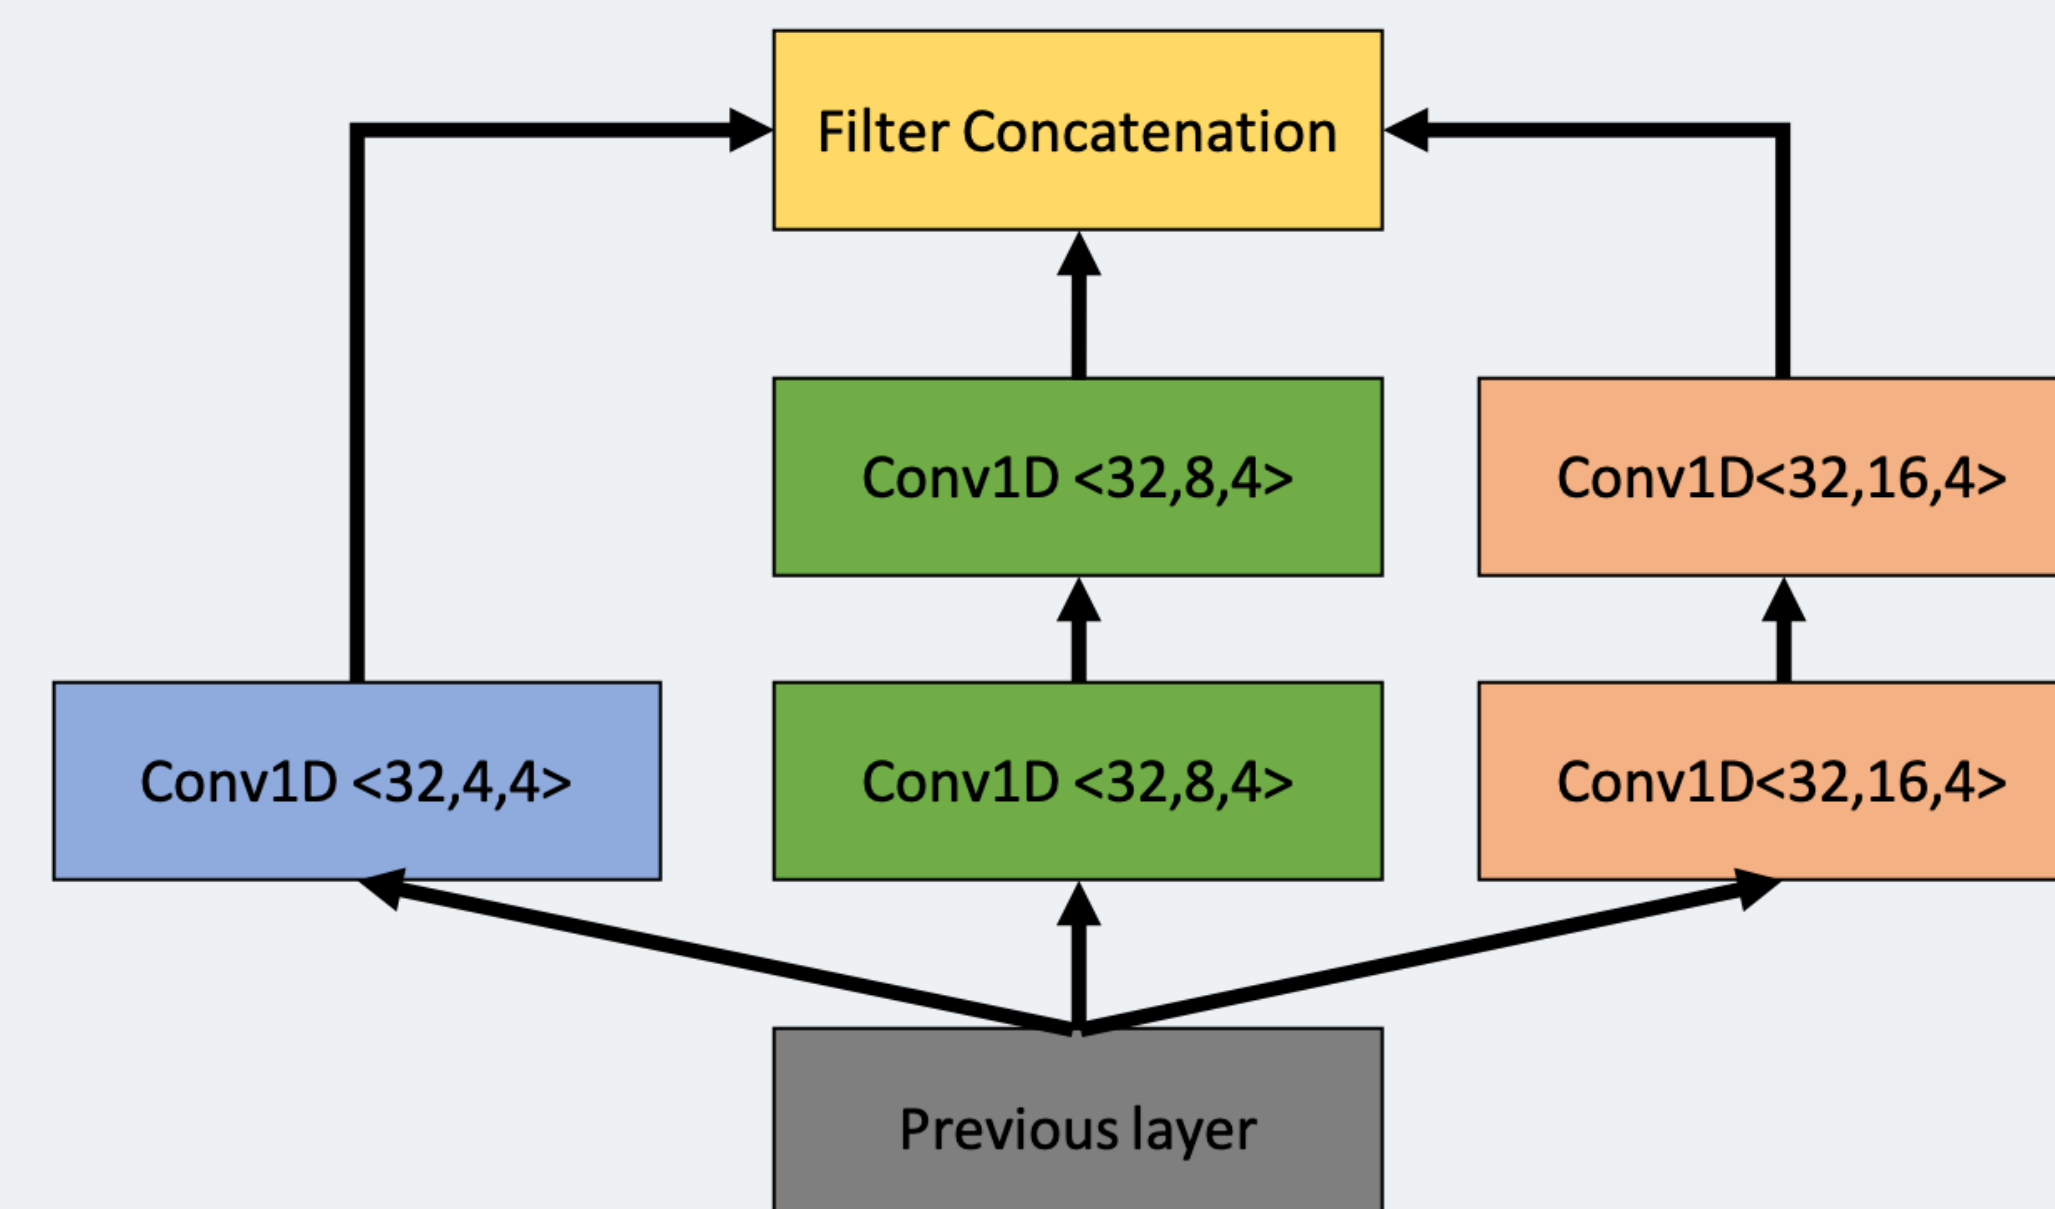 Filter Concatenation
Conv1D <32,8,4>
Conv1D<32,16,4>
Conv1D <32,4,4>
Conv1D <32,8,4>
Conv1D<32,16,4>
Previous layer